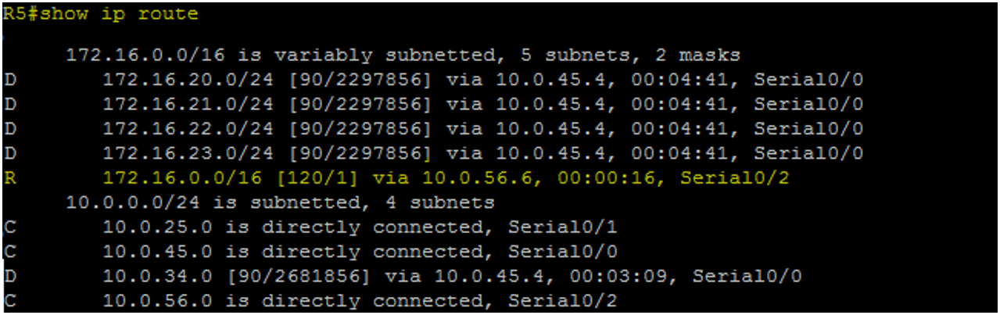 R5#show ip route
172.16.0.0/16 is variably subnetted, 5 subnets, 2 masks
D 172.16.20.0/24 [90/2297856] via 10.0.45.4, 00:04:41, Serial0/0
D 172.16.21.0/24 [90/2297856] via 10.0.45.4, 00:04:41, Serial0/0
D 172.16.22.0/24 [90/2297856] via 10.0.45.4, 00:04:41, Serial0/0
D 172.16.23.0/24 [90/2297856] via 10.0.45.4, 00:04:41, Serial0/0
R 172.16.0.0/16 [120/1] via 10.0.56.6, 00:00:16, Serial0/2
10.0.0.0/24 is subnetted, 4 subnets
C 10.0.25.0 is directly connected, Serial0/1
C 10.0.45.0 is directly connected, Serial0/0
D 10.0.34.0 [90/2681856] via 10.0.45.4, 00:03:09, Serial0/0
C 10.0.56.0 is directly connected, Serial0/2